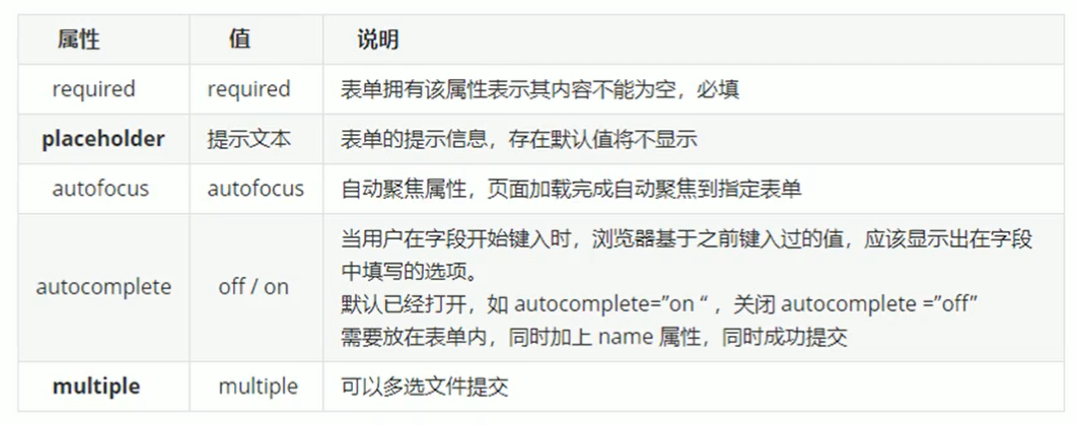 属性 值 说明
required required 表单拥有该属性表示其内容不能为空，必填
placeholder 提示文本 表单的提示信息，存在默认值将不显示
autofocus autofocus 自动聚焦属性，页面加载完成自动聚焦到指定表单
autocomplete off / on 当用户在字段开始键入时，浏览器基于之前键入过的值，应该显示出在字段
中填写的选项。
默认已经打开，如 autocomplete=”on “ ，关闭 autocomplete =”off”
需要放在表单内，同时加上 name 属性，同时成功提交
multiple multiple 可以多选文件提交